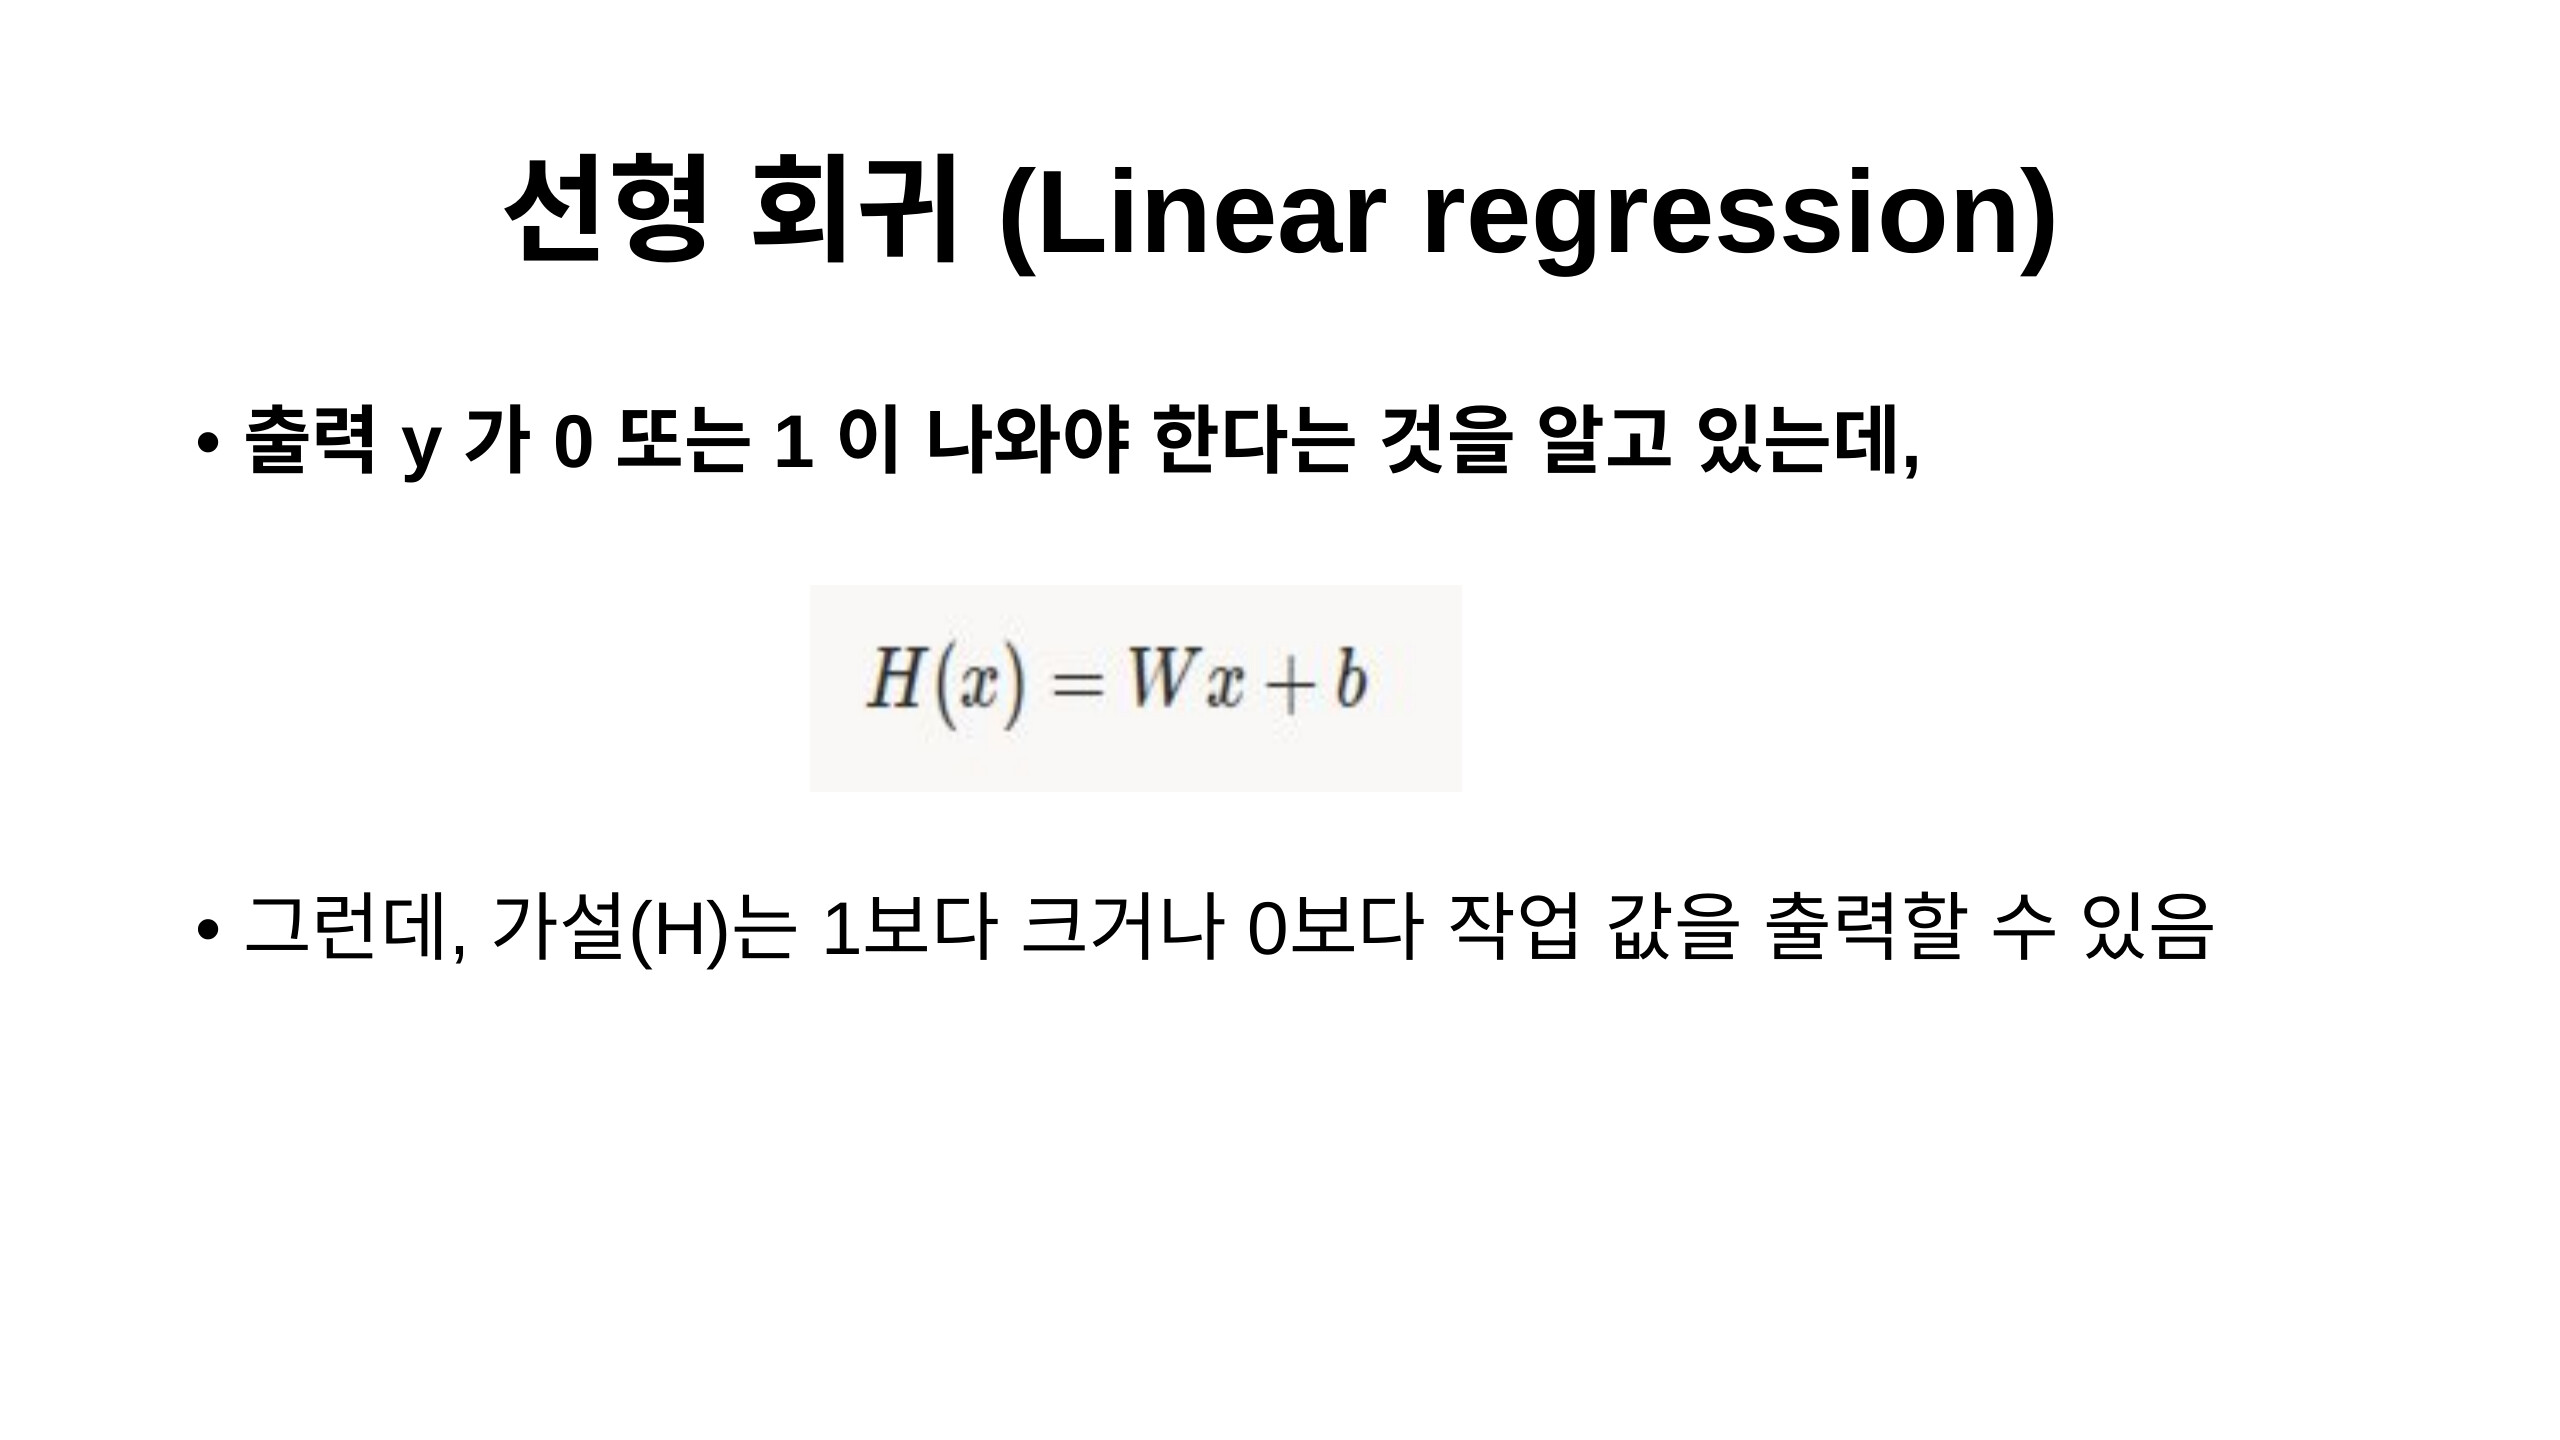 선형 회귀 (Linear regression)
• 출력 y 가 0 또는 1 이 나와야 한다는 것을 알고 있는데,
H(x) = Wx + b
• 그런데, 가설(H)는 1보다 크거나 0보다 작업 값을 출력할 수 있음